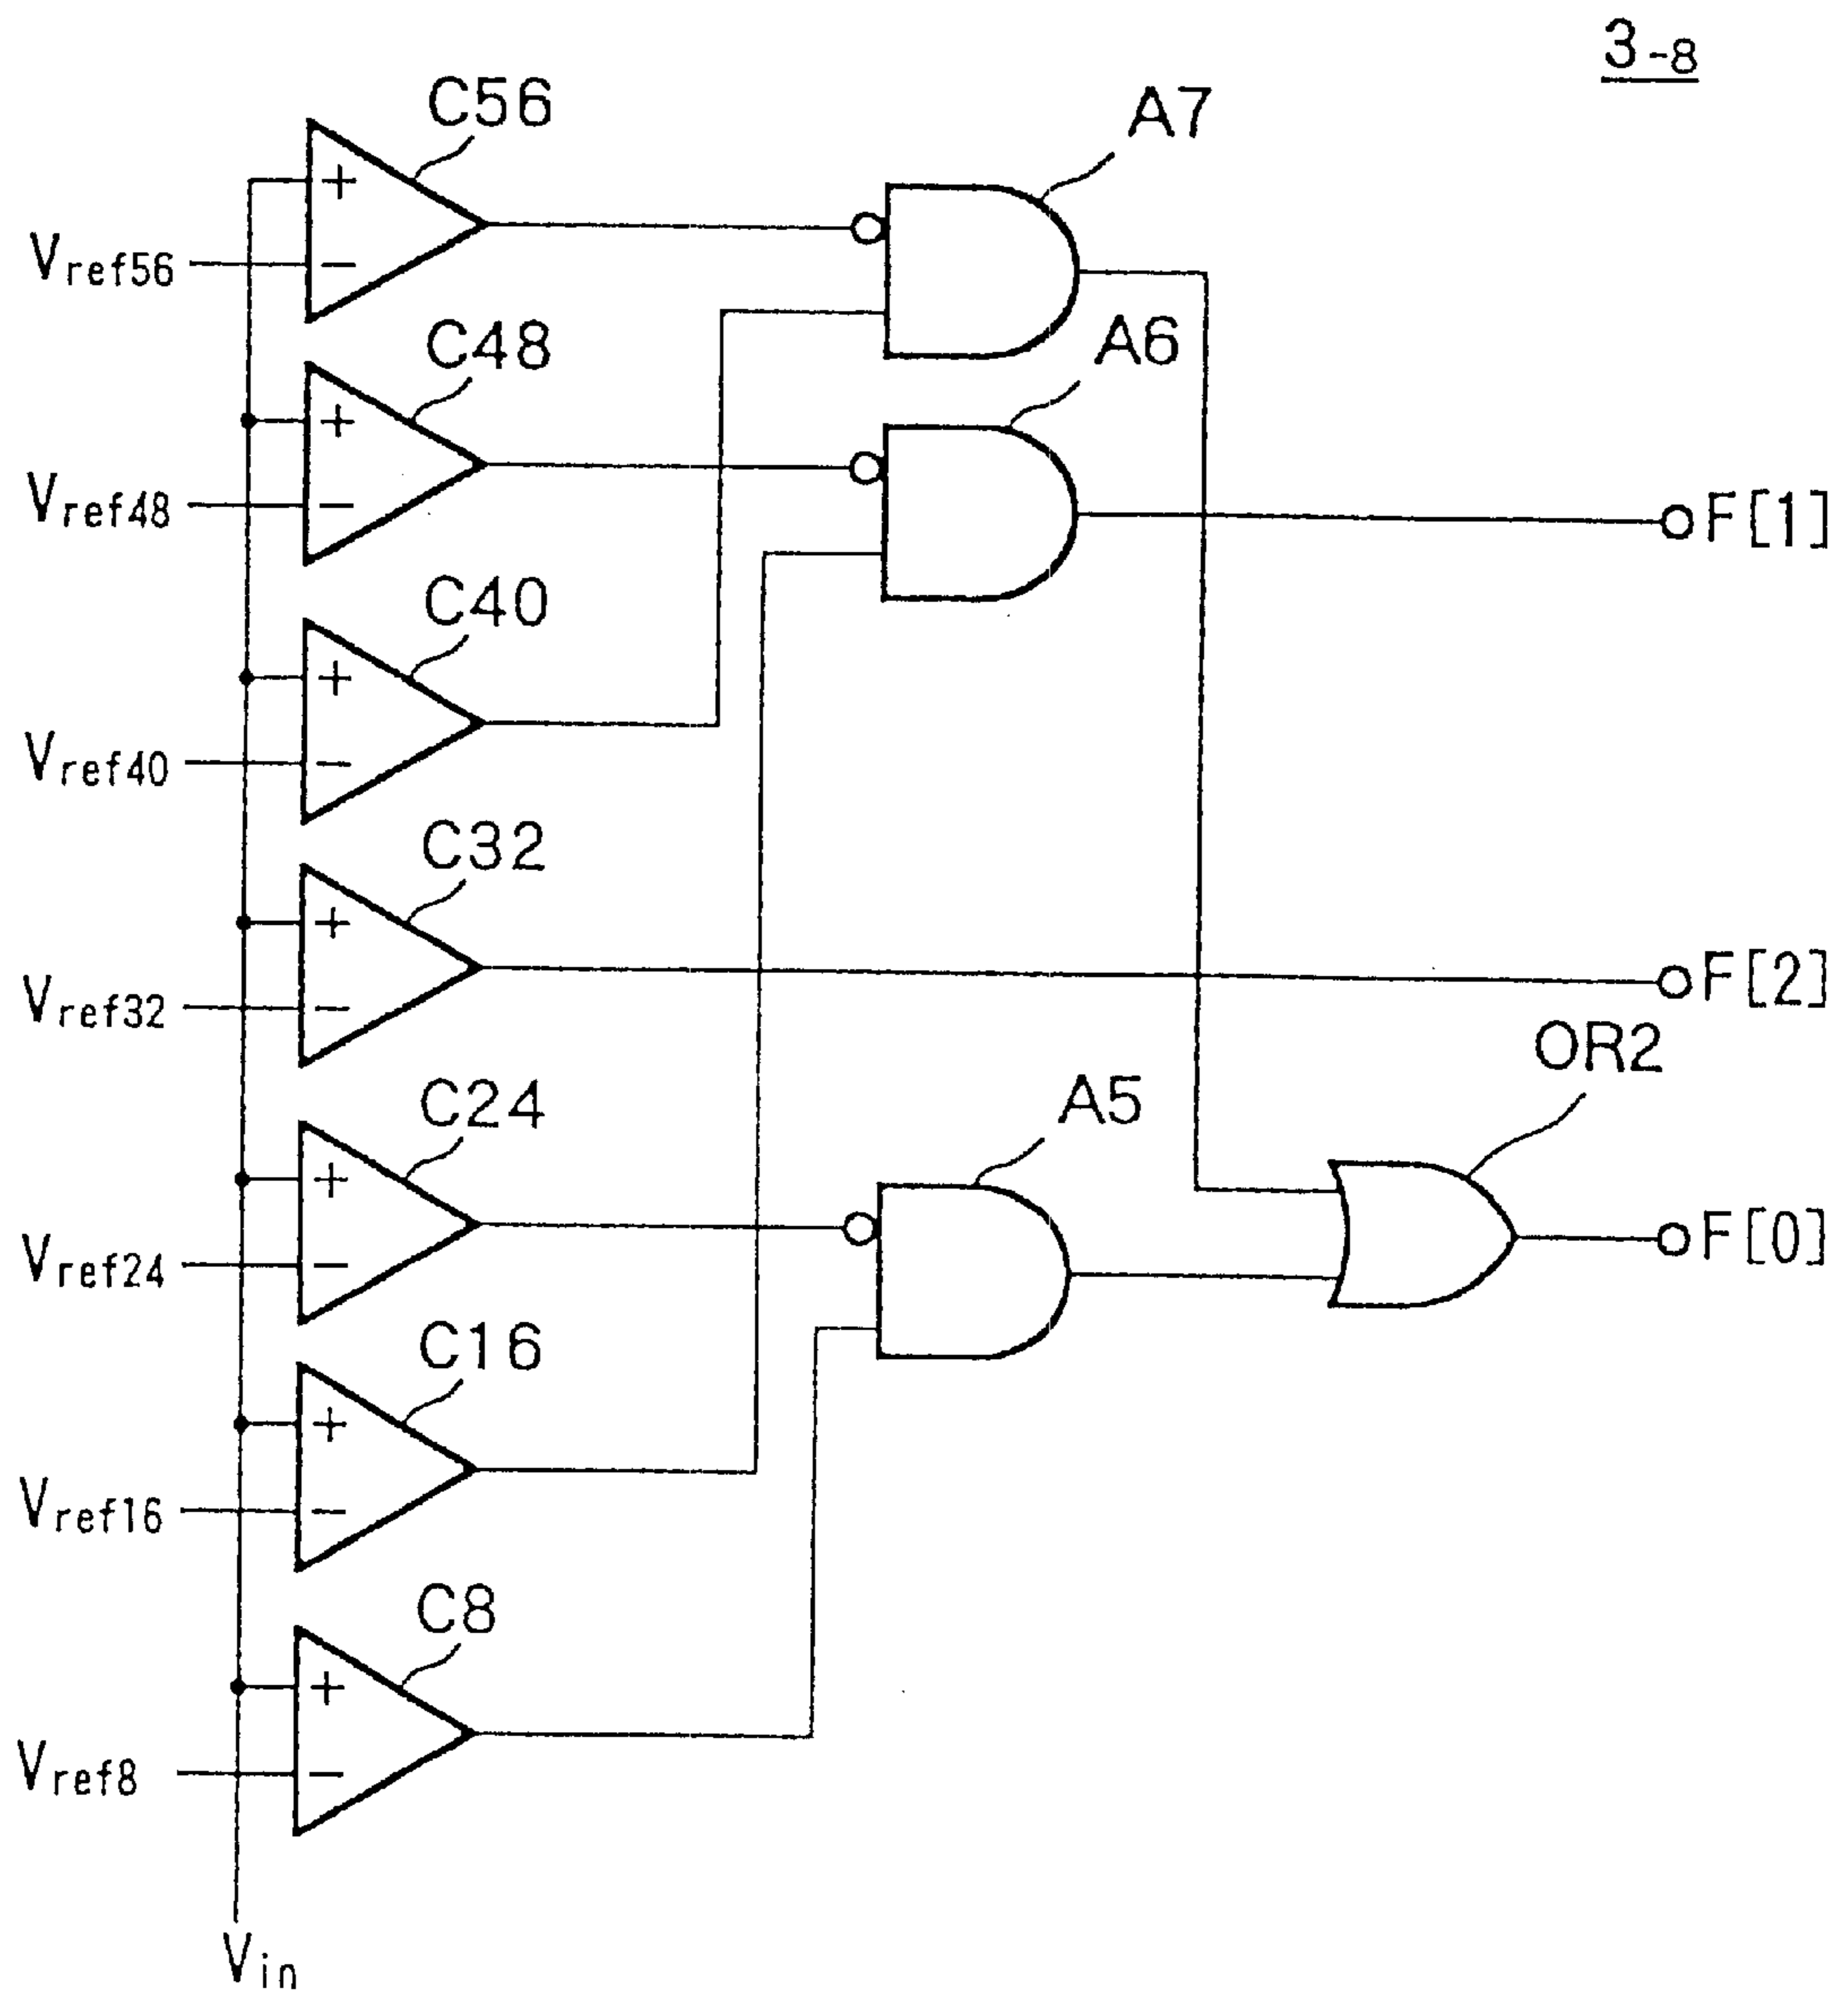 3-8
C56
A7
+
Vref56
−
C48
A6
+
Vref48
−
F[1]
C40
+
Vref40
−
C32
+
F[2]
Vref32
−
OR2
C24
A5
+
F[0]
Vref24
−
C16
+
Vref16
−
C8
+
Vref8
−
Vin